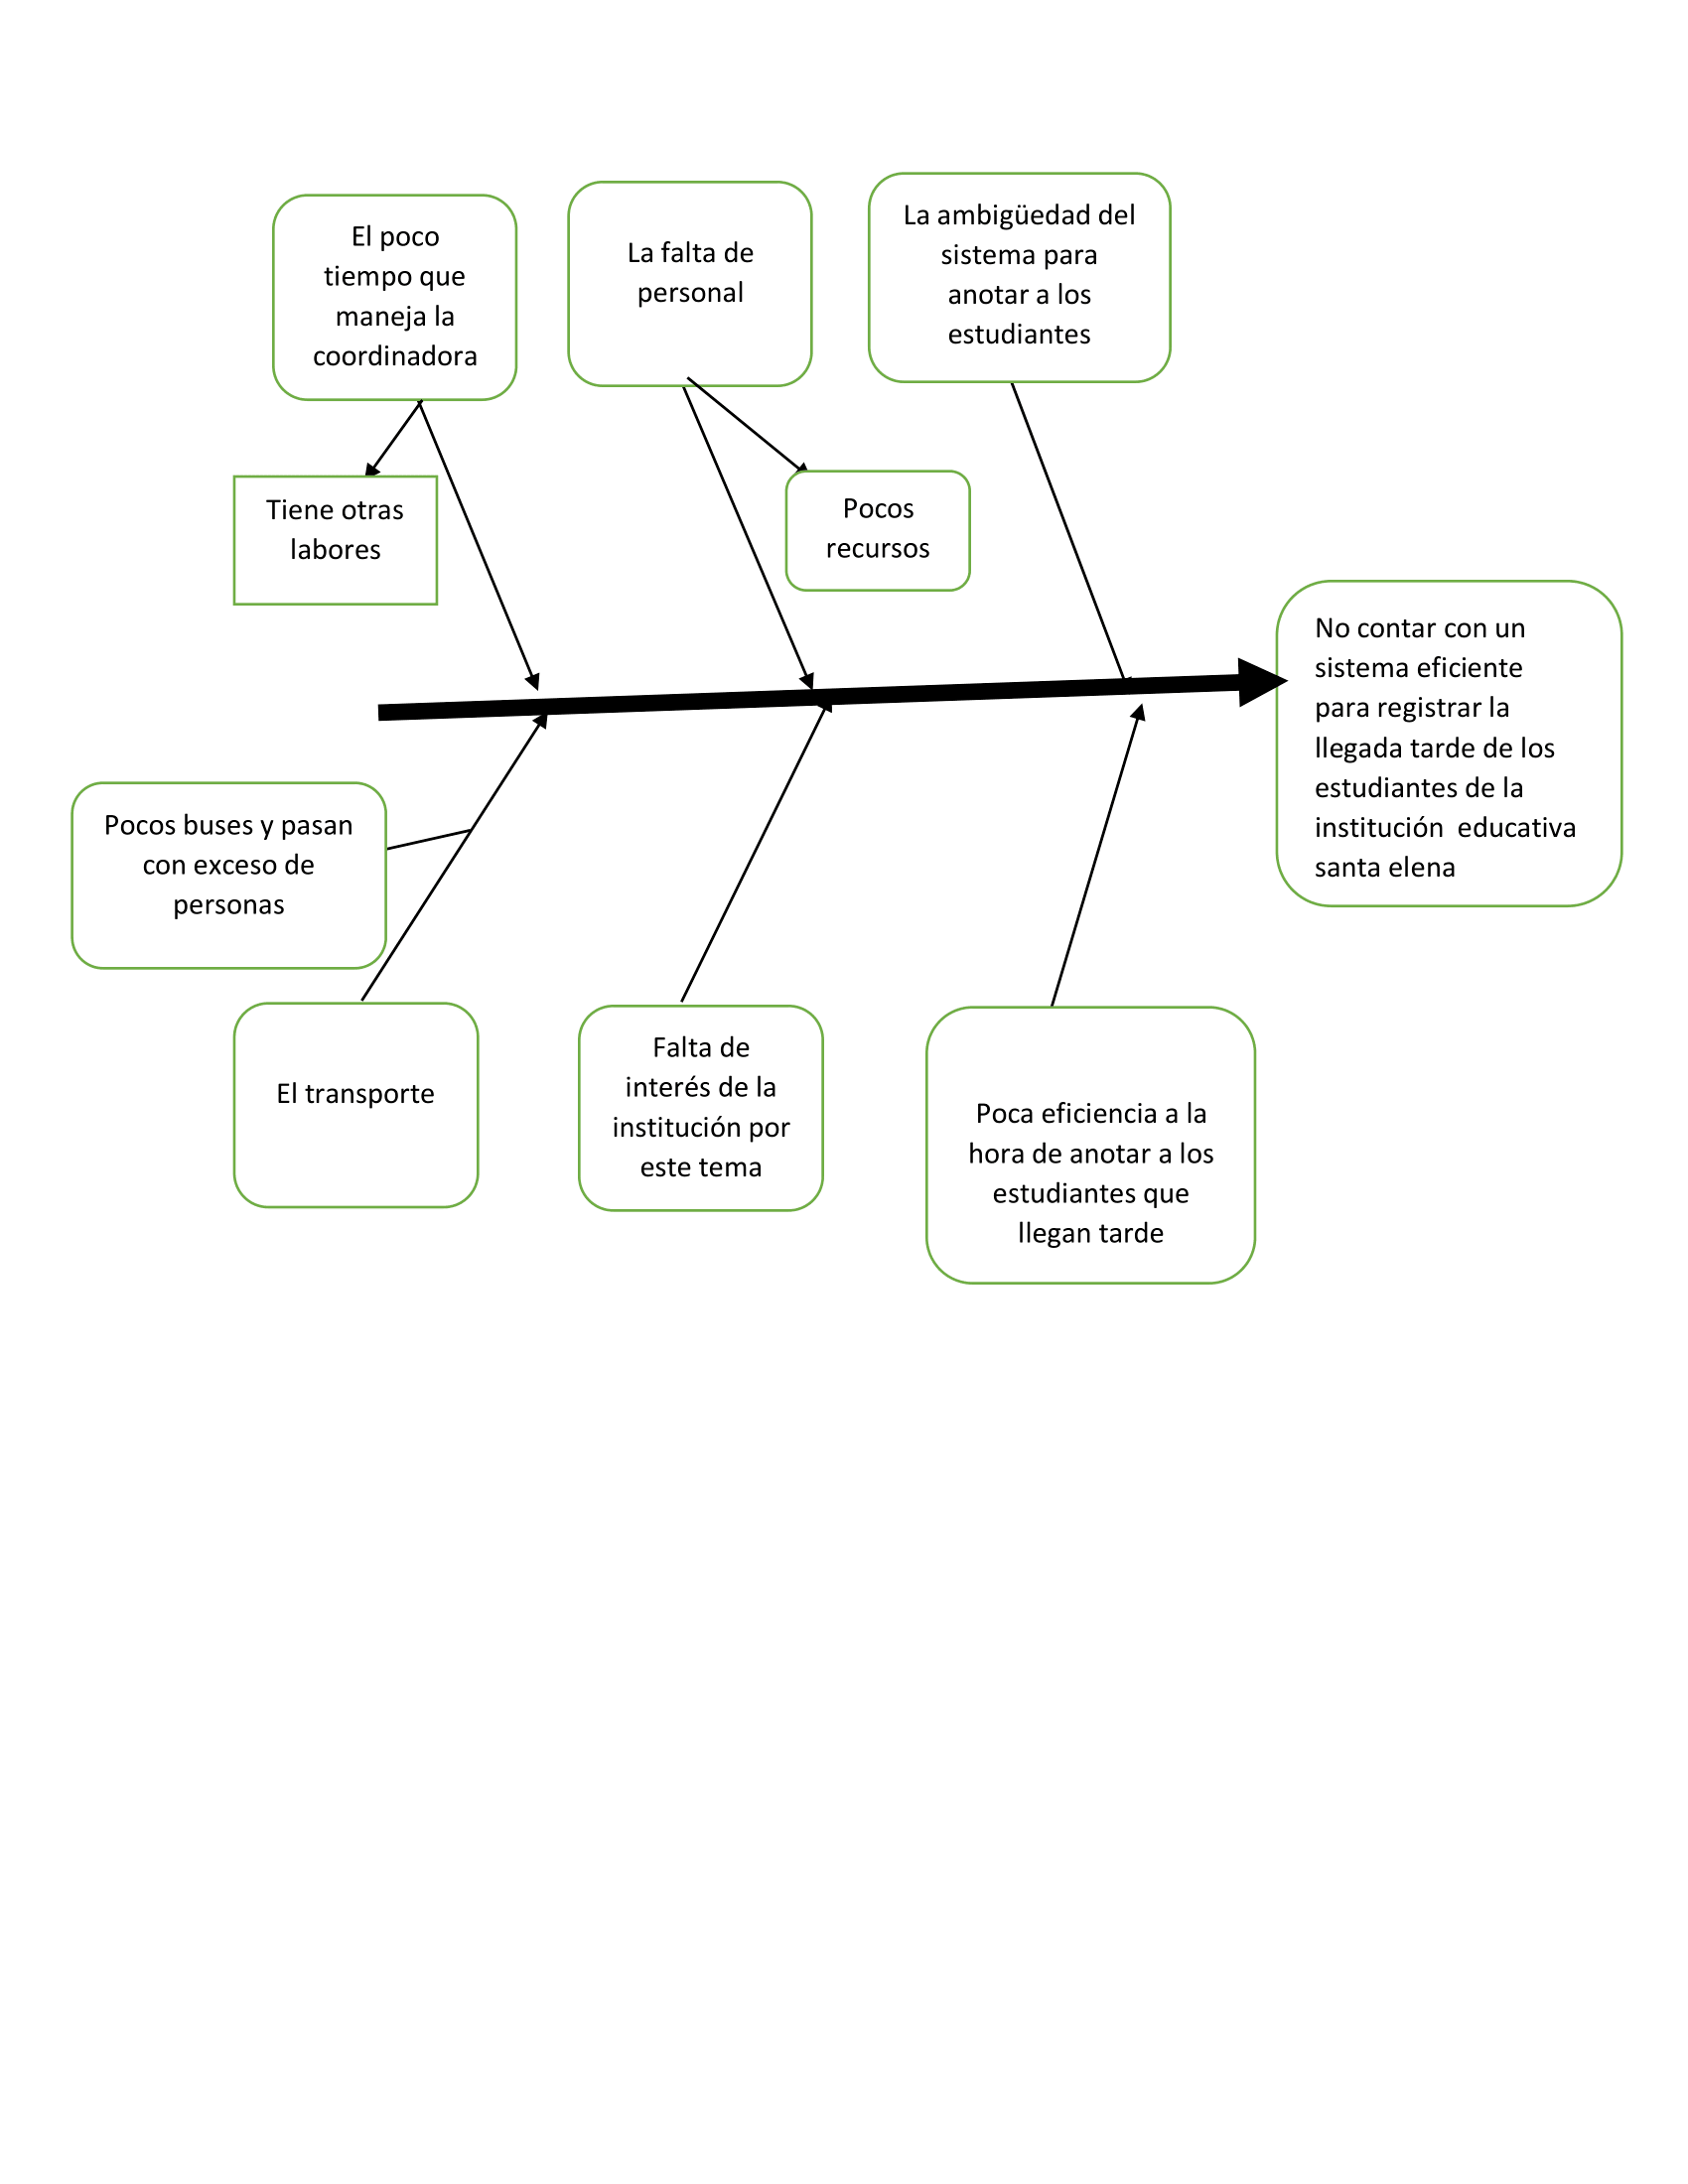 El poco
tiempo que
maneja la
coordinadora
La falta de
personal
La ambigüedad del
sistema para
anotar a los
estudiantes
Tiene otras
labores
Pocos
recursos
No contar con un
sistema eficiente
para registrar la
llegada tarde de los
estudiantes de la
institución  educativa
santa elena
Pocos buses y pasan
con exceso de
personas
El transporte
Falta de
interés de la
institución por
este tema
Poca eficiencia a la
hora de anotar a los
estudiantes que
llegan tarde